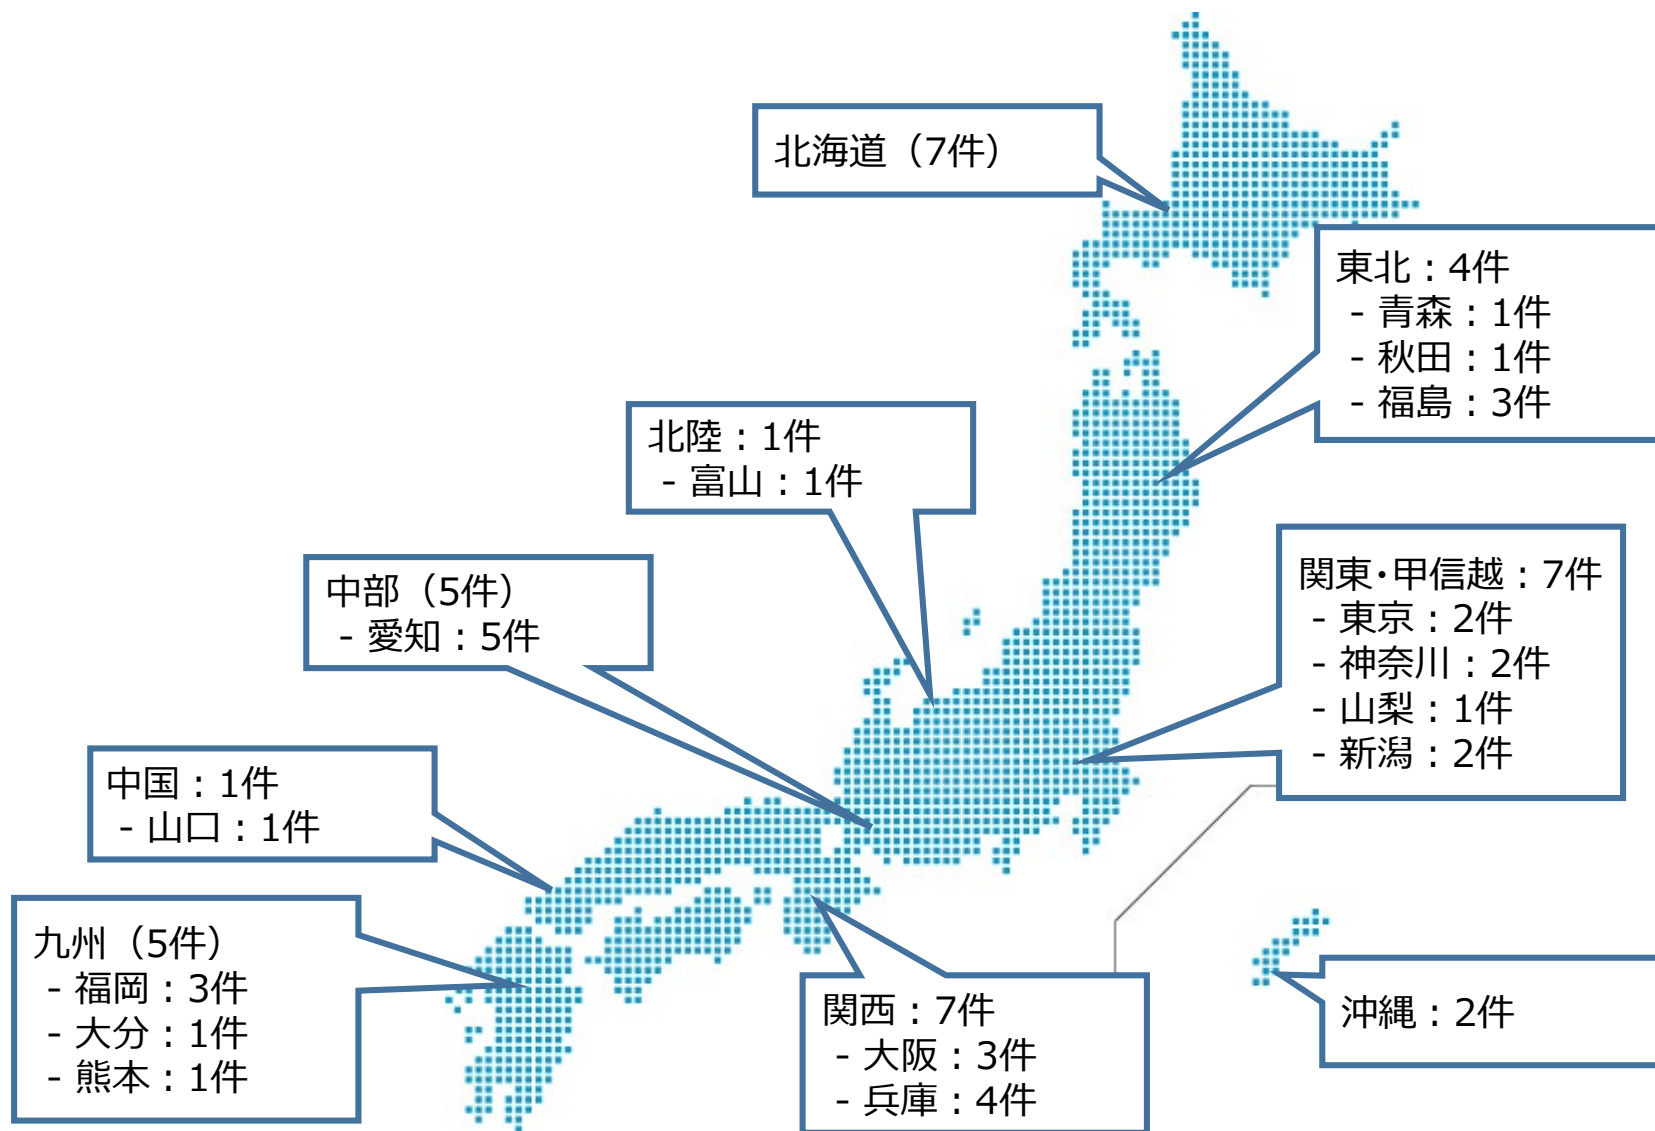 北海道（7件）
東北：4件
- 青森：1件
- 秋田：1件
- 福島：3件
北陸：1件
- 富山：1件
関東・甲信越：7件
- 東京：2件
- 神奈川：2件
- 山梨：1件
- 新潟：2件
中部（5件）
- 愛知：5件
中国：1件
- 山口：1件
九州（5件）
- 福岡：3件
- 大分：1件
- 熊本：1件
関西：7件
- 大阪：3件
- 兵庫：4件
沖縄：2件